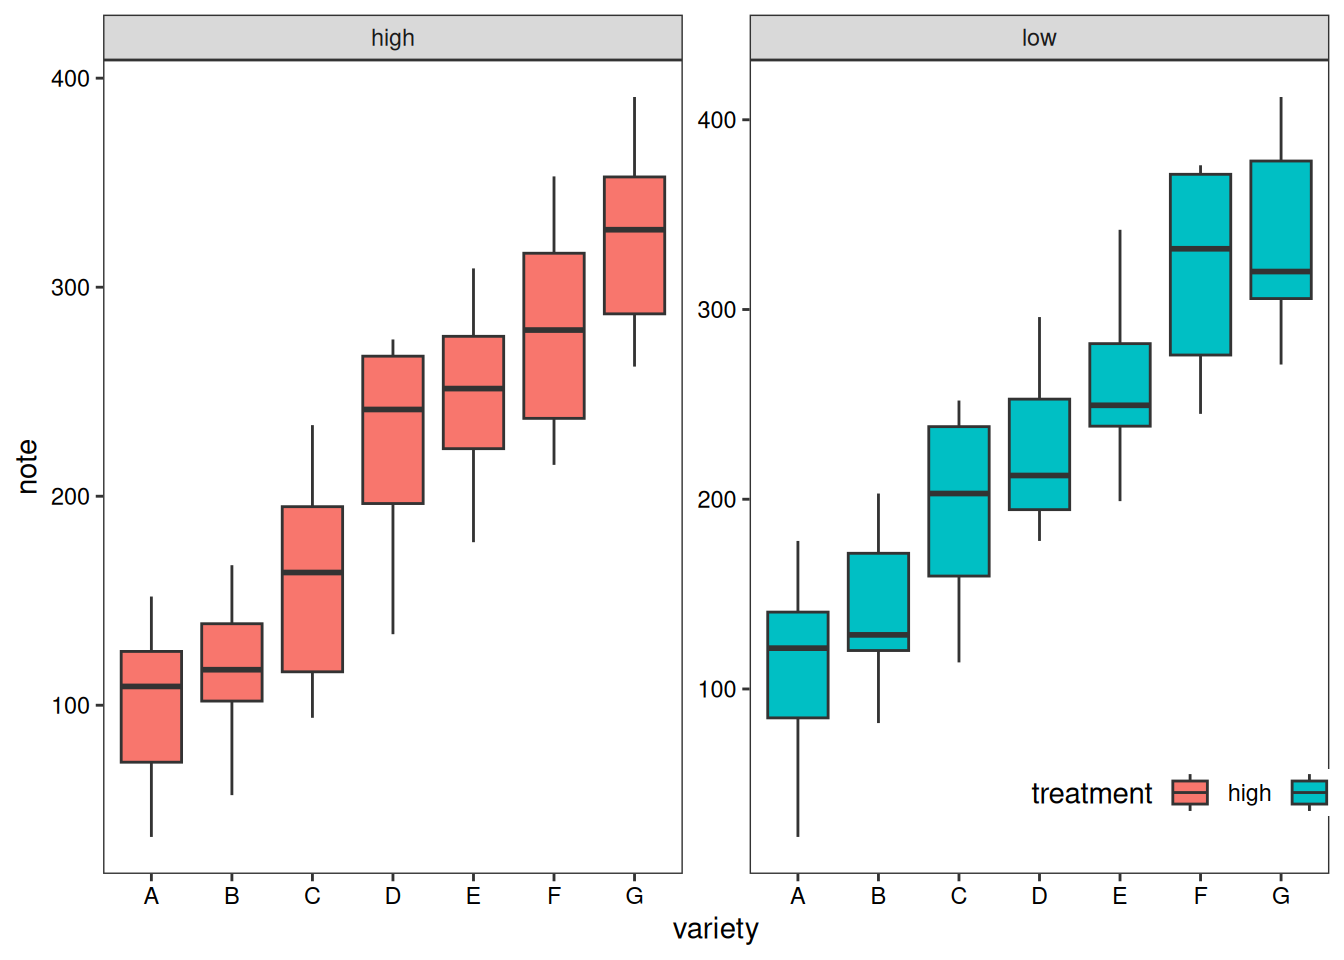 high
low
note
400
300
200
100
400
300
200
100
treatment high
A B C D E F G
A B C D E F G
variety